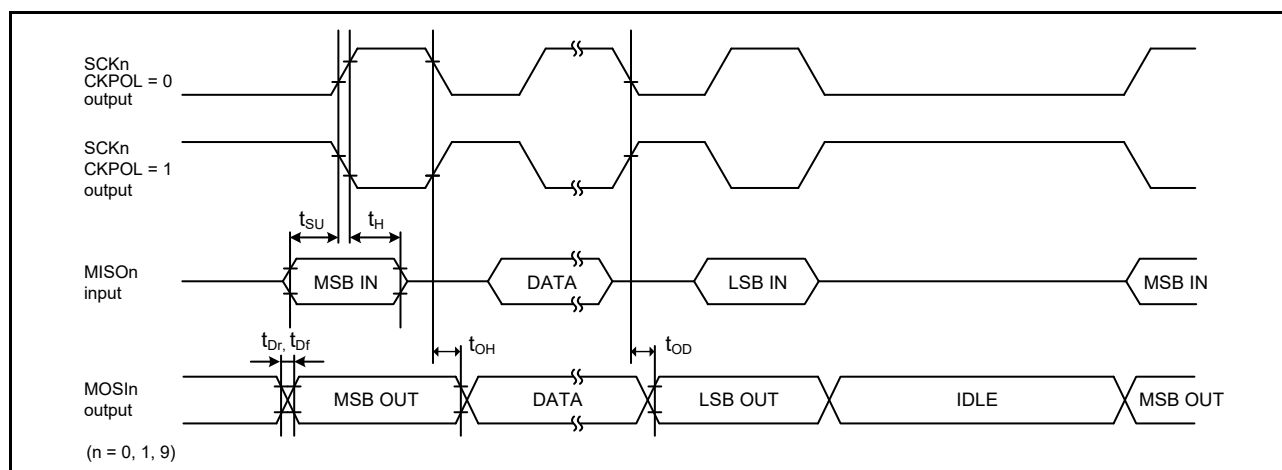 SCKn
CKPOL = 0
output
SCKn
CKPOL = 1
output
tSU
tH
MISOn
input
MSB IN
DATA
LSB IN
MSB IN
tDr, tDf
tOH
tOD
MOSIn
output
MSB OUT
DATA
LSB OUT
IDLE
MSB OUT
(n = 0, 1, 9)